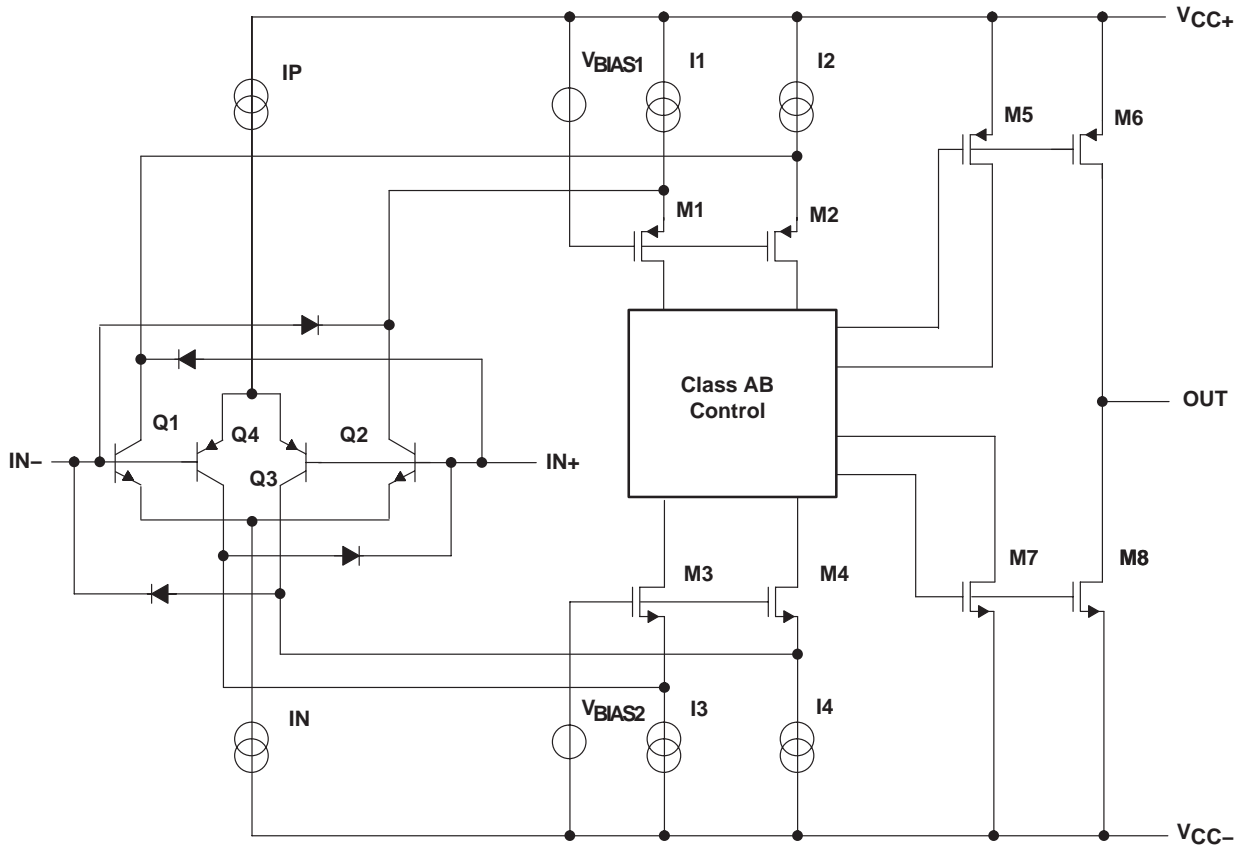 VCC+
IP
VBIAS1
I1
I2
M5
M6
M1
M2
Class AB
Control
OUT
Q1
Q4
Q2
Q3
IN−
IN+
M3
M4
M7
M8
IN
VBIAS2
I3
I4
VCC−